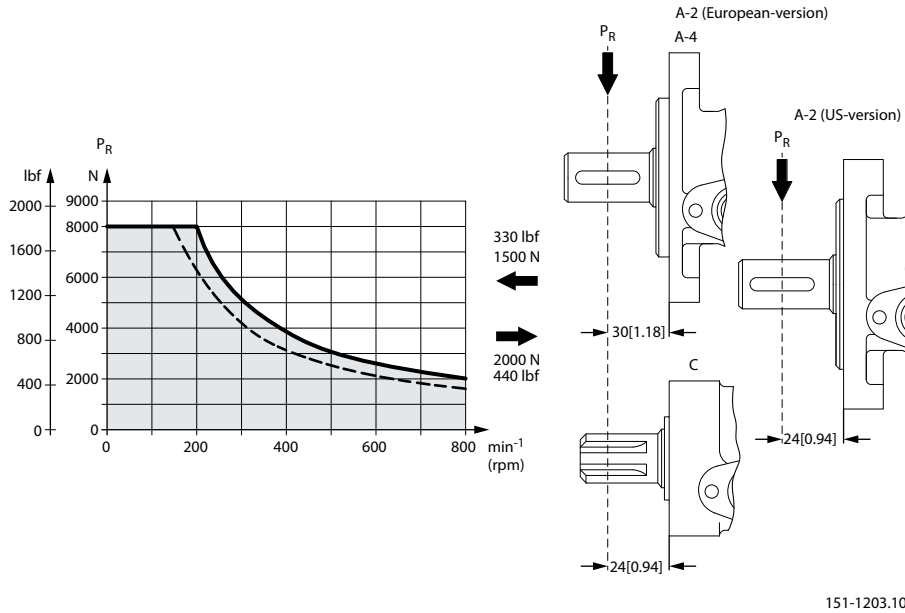 A-2 (European-version)
A-4
P_R
A-2 (US-version)
P_R
P_R
lbf
N
2000
1600
1200
800
400
0
9000
8000
6000
4000
2000
0
0
200
400
600
800
min⁻¹
(rpm)
330 lbf
1500 N
2000 N
440 lbf
30[1.18]
C
24[0.94]
24[0.94]
151-1203.10